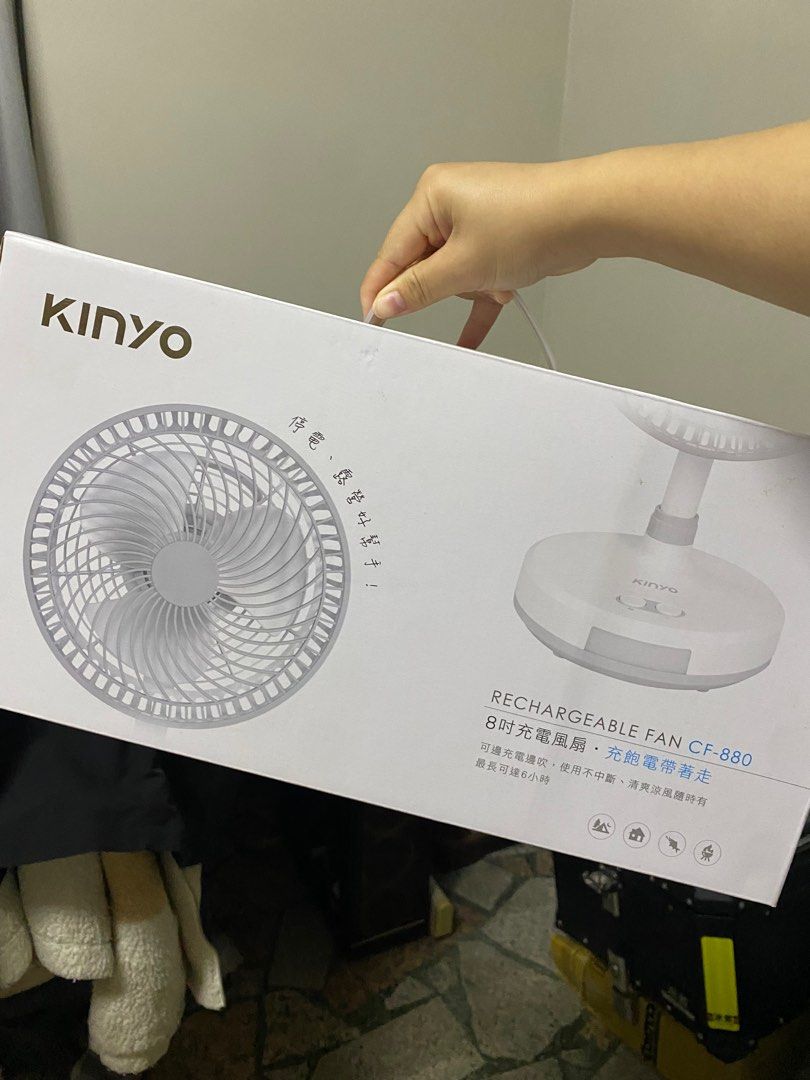 KINYO
停電、露營好幫手！
KINYO
RECHARGEABLE FAN CF-880
8吋充電風扇・充飽電帶著走
可邊充電邊吹，使用不中斷、清爽涼風隨時有
最長可達6小時